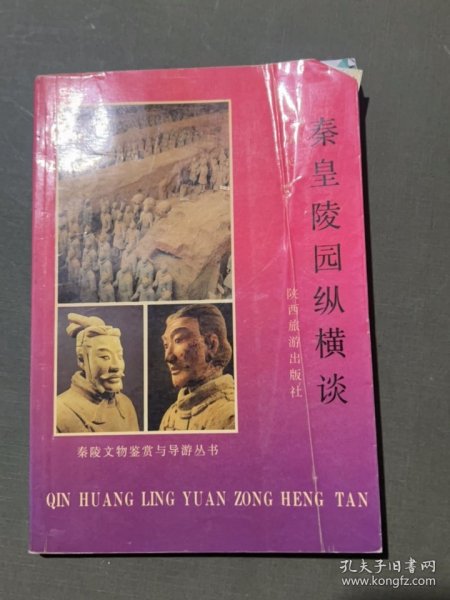 秦皇陵园纵横谈
陕西旅游出版社
秦陵文物鉴赏与导游丛书
QIN HUANG LING YUAN ZONG HENG TAN
孔夫子旧书网
www.kongfz.com